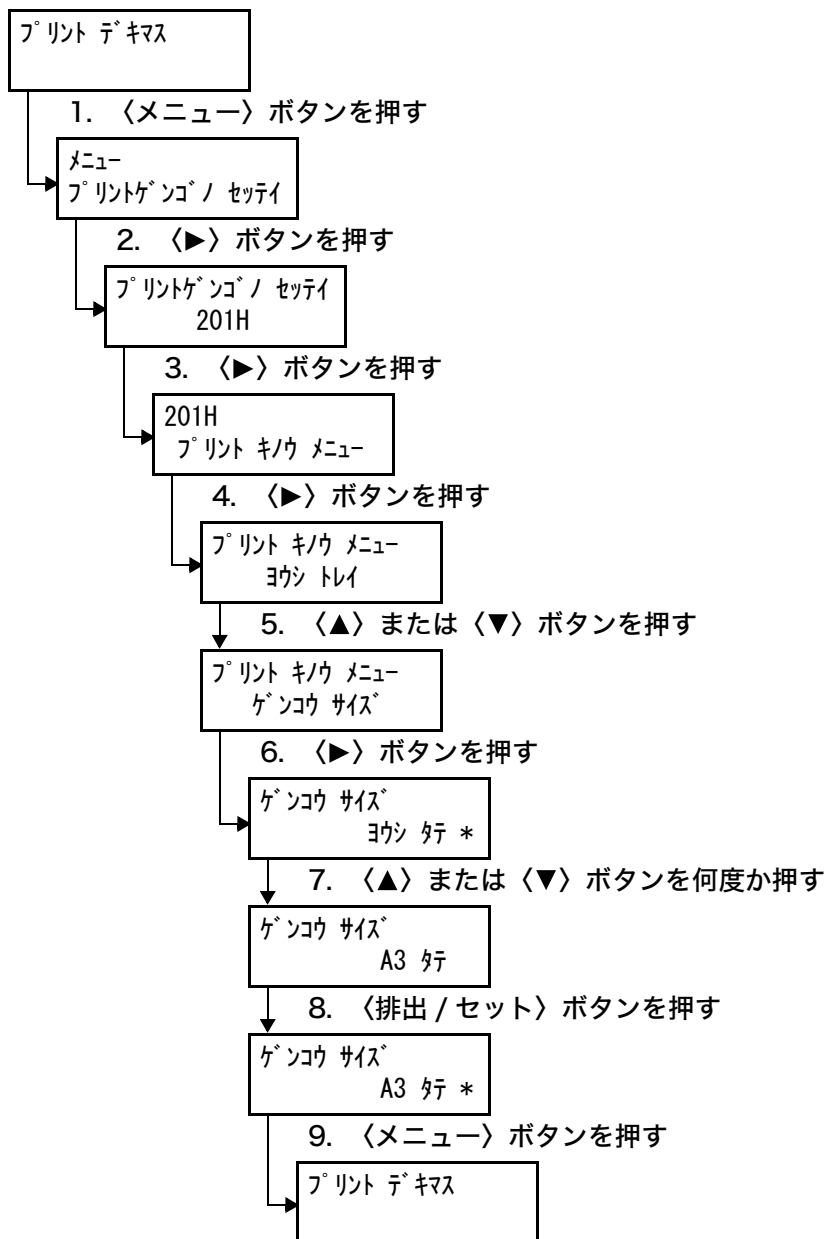 ﾌﾟﾘﾝﾄ ﾃﾞｷﾏｽ
1. 〈メニュー〉ボタンを押す
ﾒﾆｭｰ
ﾌﾟﾘﾝﾄｹﾞﾝｺﾞﾉ ｾｯﾃｲ
2. 〈▶〉ボタンを押す
ﾌﾟﾘﾝﾄｹﾞﾝｺﾞﾉ ｾｯﾃｲ
201H
3. 〈▶〉ボタンを押す
201H
ﾌﾟﾘﾝﾄ ｷﾉｳ ﾒﾆｭｰ
4. 〈▶〉ボタンを押す
ﾌﾟﾘﾝﾄ ｷﾉｳ ﾒﾆｭｰ
ﾖｳｼ ﾄﾚｲ
5. 〈▲〉または〈▼〉ボタンを押す
ﾌﾟﾘﾝﾄ ｷﾉｳ ﾒﾆｭｰ
ｹﾞﾝｺｳ ｻｲｽﾞ
6. 〈▶〉ボタンを押す
ｹﾞﾝｺｳ ｻｲｽﾞ
ﾖｳｼ ﾀﾃ *
7. 〈▲〉または〈▼〉ボタンを何度か押す
ｹﾞﾝｺｳ ｻｲｽﾞ
A3 ﾀﾃ
8. 〈排出 / セット〉ボタンを押す
ｹﾞﾝｺｳ ｻｲｽﾞ
A3 ﾀﾃ *
9. 〈メニュー〉ボタンを押す
ﾌﾟﾘﾝﾄ ﾃﾞｷﾏｽ